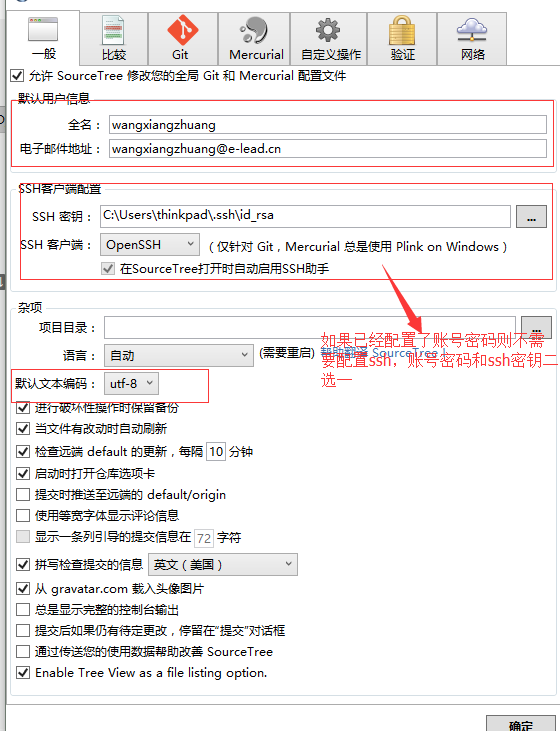 一般 比较 Git Mercurial 自定义操作 验证 网络
允许 SourceTree 修改您的全局 Git 和 Mercurial 配置文件
默认用户信息
全名： wangxiangzhuang
电子邮件地址： wangxiangzhuang@e-lead.cn
SSH客户端配置
SSH 密钥： C:\Users\thinkpad\.ssh\id_rsa ...
SSH 客户端： OpenSSH （仅针对 Git，Mercurial 总是使用 Plink on Windows ）
在SourceTree打开时自动启用SSH助手
杂项
项目目录： ...
如果已经配置了账号密码则不需
要配置ssh，账号密码和ssh密钥二
选一
语言： 自动 (需要重启) 帮助翻译 SourceTree
默认文本编码： utf-8
进行破坏性操作时保留备份
当文件有改动时自动刷新
检查远端 default 的更新，每隔 10 分钟
启动时打开仓库选项卡
提交时推送至远端的 default/origin
使用等宽字体显示评论信息
显示一条列引导的提交信息在 72 字符
拼写检查提交的信息 英文（美国）
从 gravatar.com 载入头像图片
总是显示完整的控制台输出
提交后如果仍有待定更改，停留在“提交”对话框
通过传送您的使用数据帮助改善 SourceTree
Enable Tree View as a file listing option.
确定